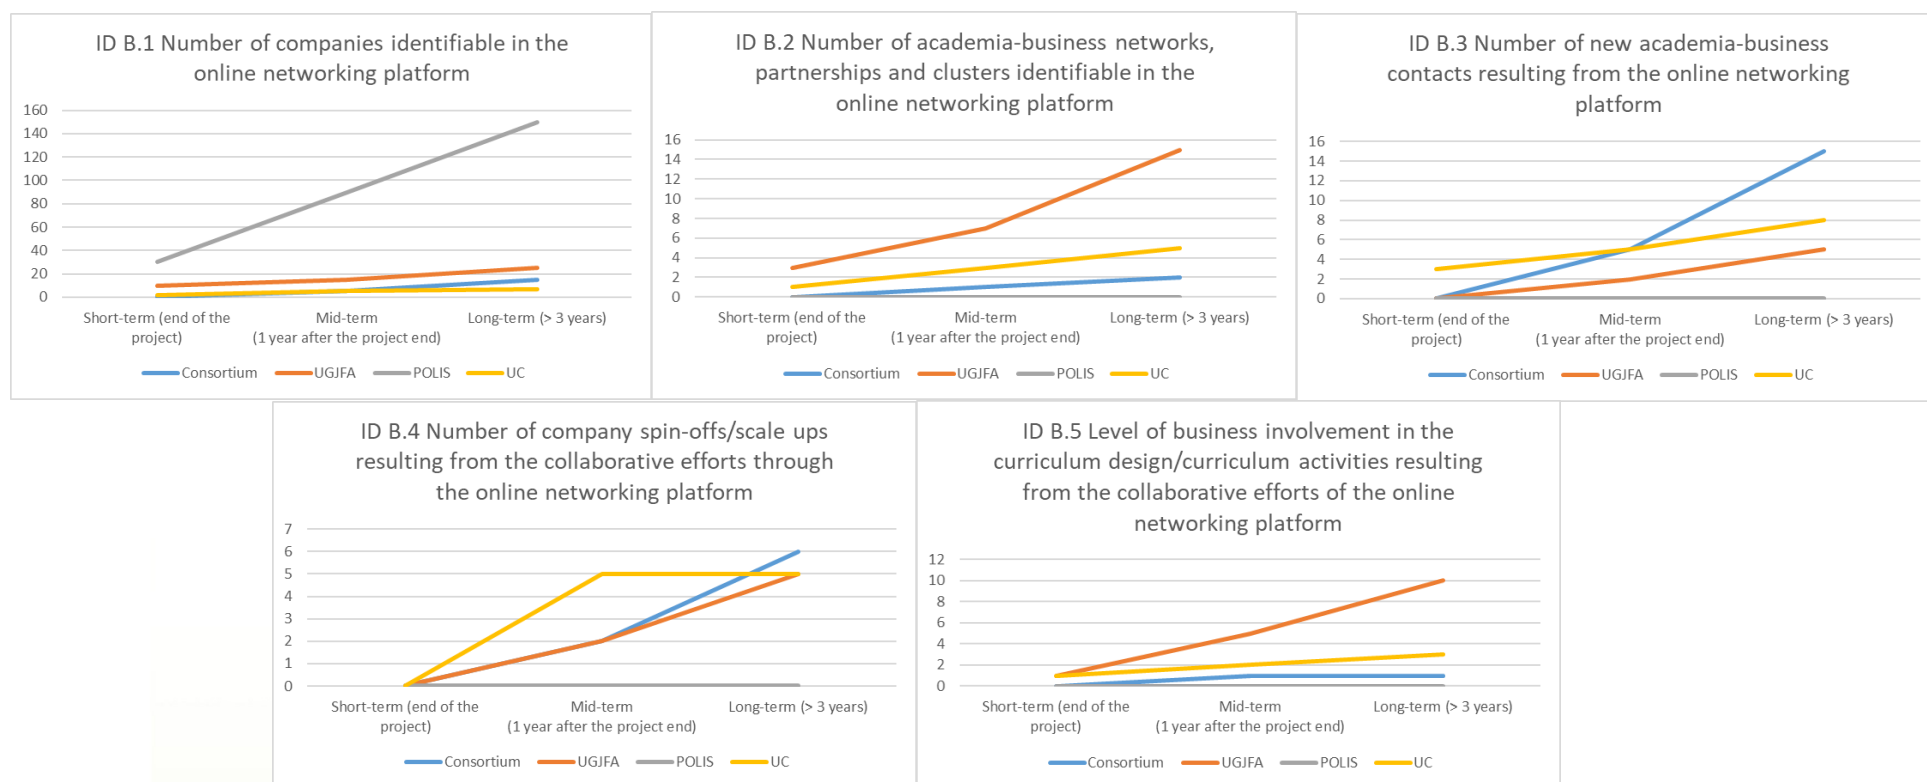 ID B.1 Number of companies identifiable in the
online networking platform
160
140
120
100
80
60
40
20
0
Short-term (end of the
project)
Mid-term
(1 year after the project end)
Long-term (> 3 years)
Consortium UGJFA POLIS UC
ID B.2 Number of academia-business networks,
partnerships and clusters identifiable in the
online networking platform
16
14
12
10
8
6
4
2
0
Short-term (end of the
project)
Mid-term
(1 year after the project end)
Long-term (> 3 years)
Consortium UGJFA POLIS UC
ID B.3 Number of new academia-business
contacts resulting from the online networking
platform
16
14
12
10
8
6
4
2
0
Short-term (end of the
project)
Mid-term
(1 year after the project end)
Long-term (> 3 years)
Consortium UGJFA POLIS UC
ID B.4 Number of company spin-offs/scale ups
resulting from the collaborative efforts through
the online networking platform
7
6
5
4
3
2
1
0
Short-term (end of the
project)
Mid-term
(1 year after the project end)
Long-term (> 3 years)
Consortium UGJFA POLIS UC
ID B.5 Level of business involvement in the
curriculum design/curriculum activities resulting
from the collaborative efforts of the online
networking platform
12
10
8
6
4
2
0
Short-term (end of the
project)
Mid-term
(1 year after the project end)
Long-term (> 3 years)
Consortium UGJFA POLIS UC